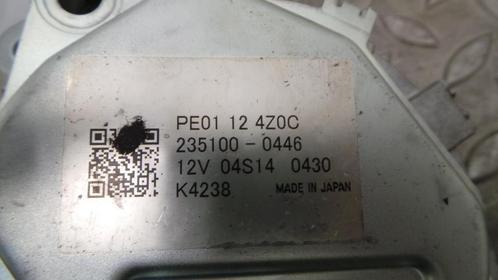 PE01 12 4Z0C
235100-0446
12V 04S14 0430
K4238 MADE IN JAPAN